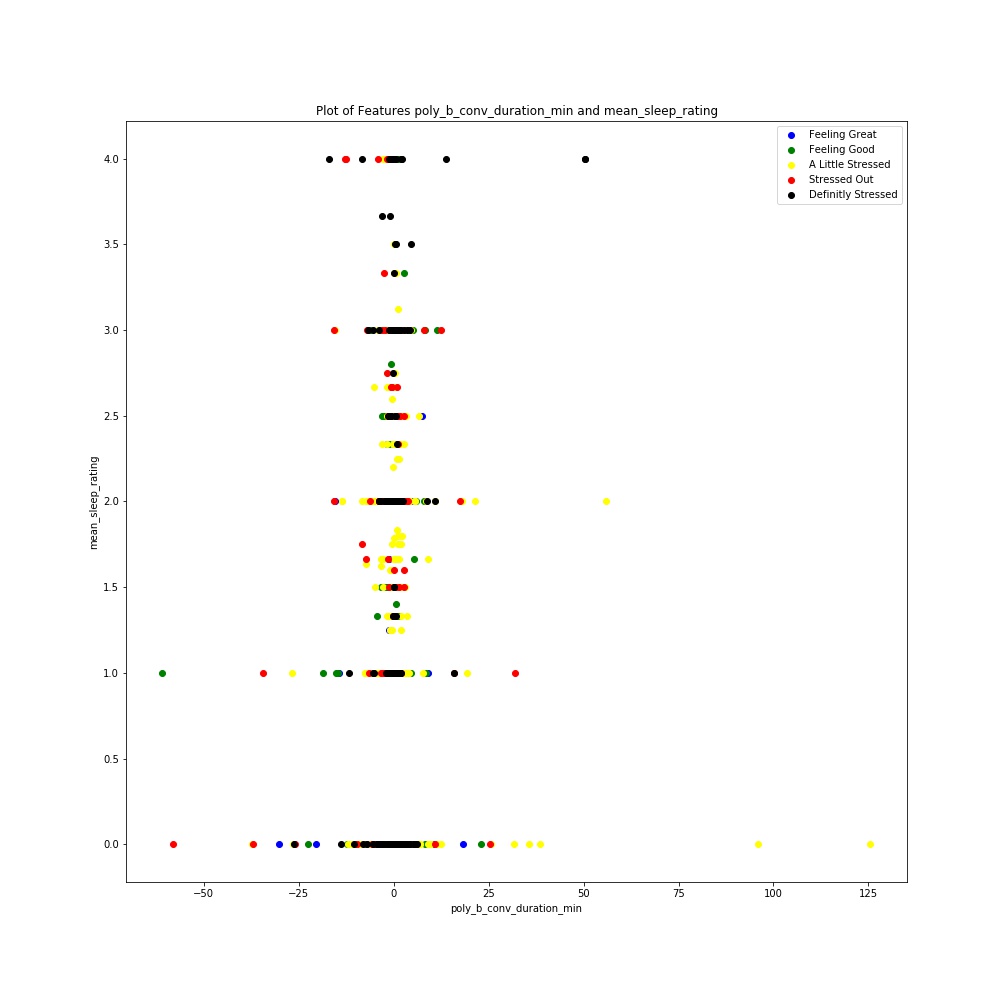 Plot of Features poly_b_conv_duration_min and mean_sleep_rating
Feeling Great
Feeling Good
A Little Stressed
Stressed Out
Definitly Stressed
4.0
3.5
3.0
2.5
2.0
1.5
1.0
0.5
0.0
mean_sleep_rating
−50
−25
0
25
50
75
100
125
poly_b_conv_duration_min